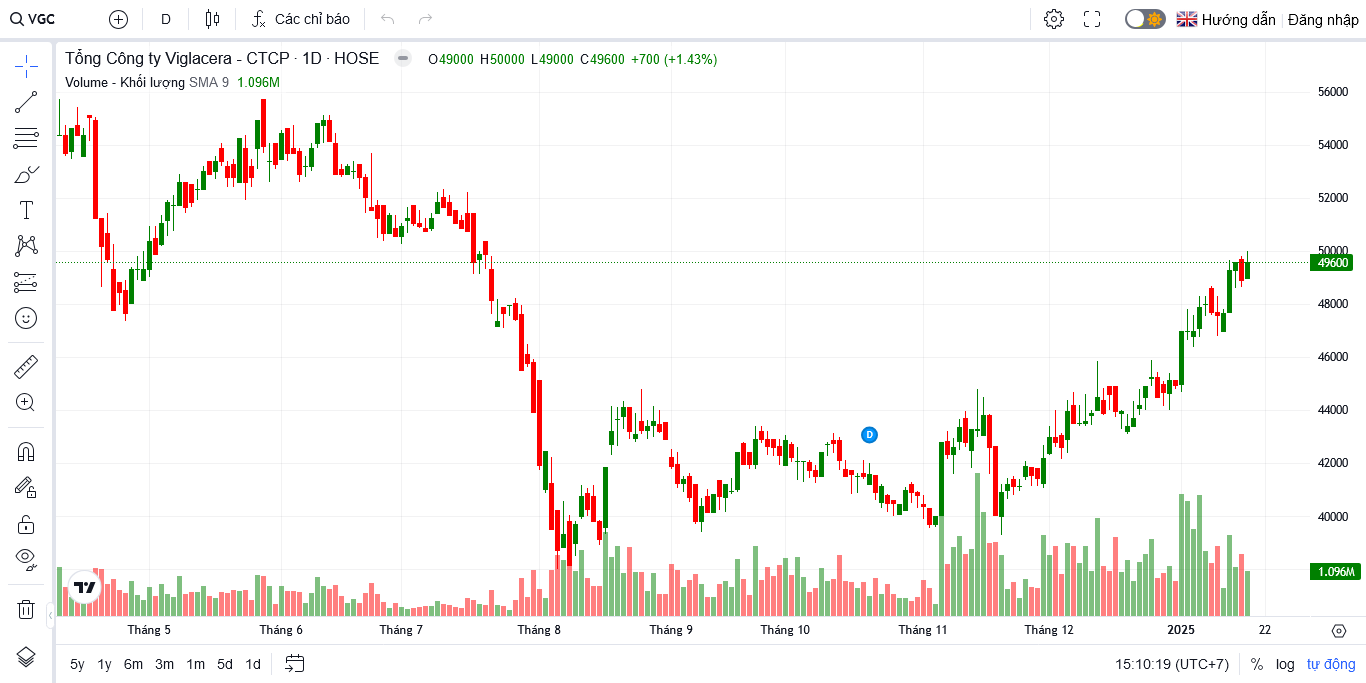 VGC D Các chỉ báo Hướng dẫn Đăng nhập
Tổng Công ty Viglacera - CTCP · 1D · HOSE O49000 H50000 L49000 C49600 +700 (+1.43%)
Volume - Khối lượng SMA 9 1.096M
56000
54000
52000
50000
49600
48000
46000
44000
D
42000
40000
1.096M
Tháng 5 Tháng 6 Tháng 7 Tháng 8 Tháng 9 Tháng 10 Tháng 11 Tháng 12 2025 22
5y 1y 6m 3m 1m 5d 1d 15:10:19 (UTC+7) % log tự động